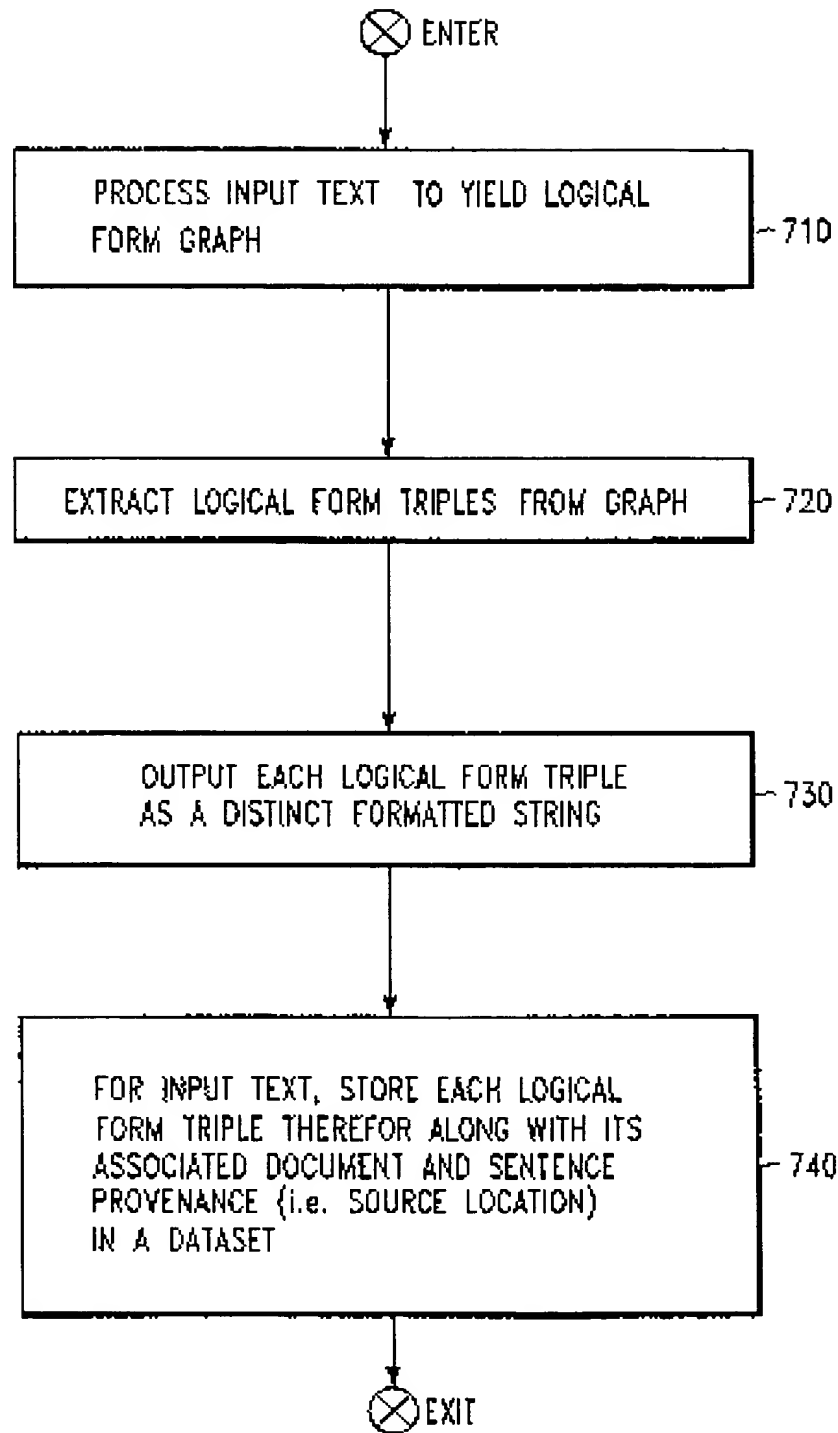 ENTER
PROCESS INPUT TEXT TO YIELD LOGICAL
FORM GRAPH
710
EXTRACT LOGICAL FORM TRIPLES FROM GRAPH
720
OUTPUT EACH LOGICAL FORM TRIPLE
AS A DISTINCT FORMATTED STRING
730
FOR INPUT TEXT, STORE EACH LOGICAL
FORM TRIPLE THEREFOR ALONG WITH ITS
ASSOCIATED DOCUMENT AND SENTENCE
PROVENANCE (i.e. SOURCE LOCATION)
IN A DATASET
740
EXIT